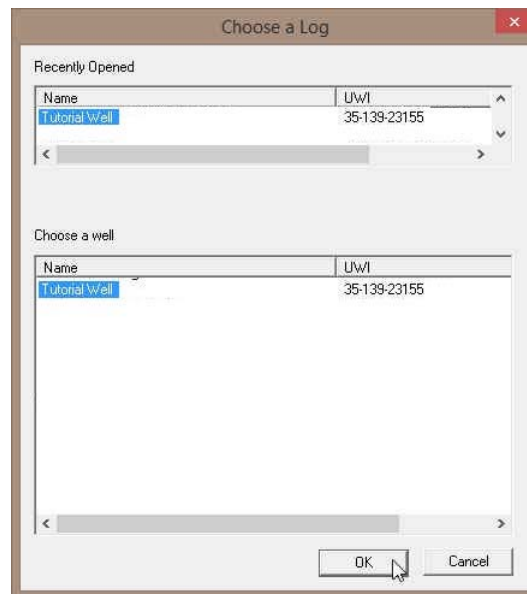 Choose a Log
Recently Opened
Name UWI
Tutorial Well 35-139-23155
Choose a well
Name UWI
Tutorial Well 35-139-23155
OK Cancel